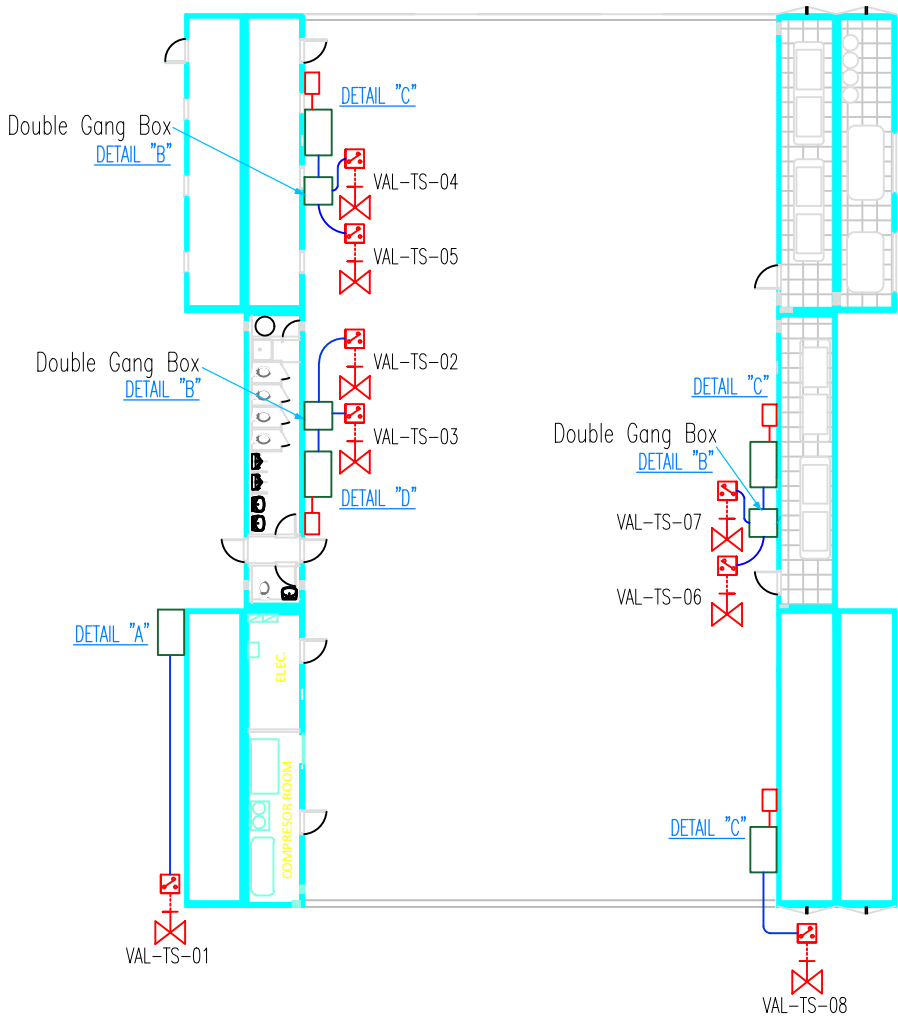 DETAIL "C"
Double Gang Box
DETAIL "B"
VAL-TS-04
VAL-TS-05
Double Gang Box
DETAIL "B"
VAL-TS-02
VAL-TS-03
DETAIL "D"
DETAIL "C"
Double Gang Box
DETAIL "B"
VAL-TS-07
VAL-TS-06
DETAIL "A"
ELEC.
COMPRESOR ROOM
DETAIL "C"
VAL-TS-01
VAL-TS-08